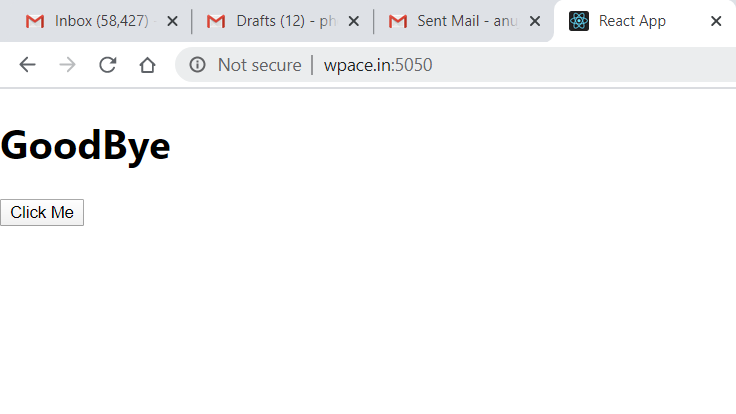 Inbox (58,427) -
Drafts (12) - ph
Sent Mail - anu
React App
Not secure | wpace.in:5050
GoodBye
Click Me